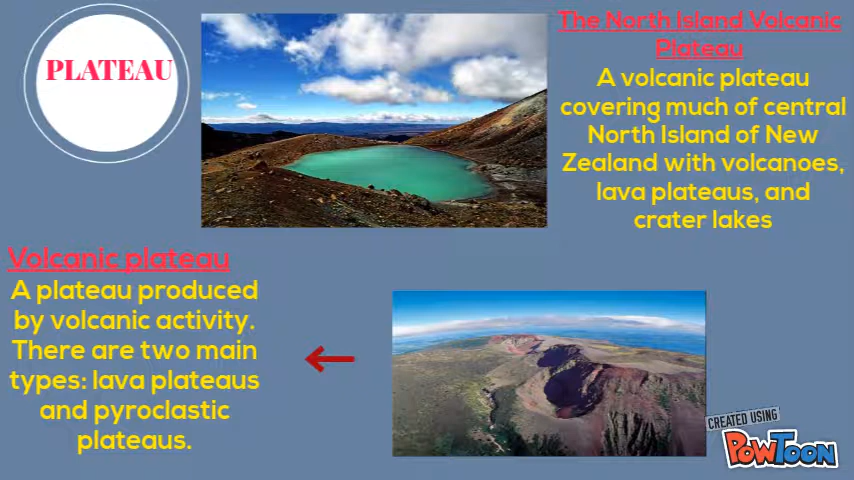 PLATEAU
The North Island Volcanic
Plateau
A volcanic plateau
covering much of central
North Island of New
Zealand with volcanoes,
lava plateaus, and
crater lakes
Volcanic plateau
A plateau produced
by volcanic activity.
There are two main
types: lava plateaus
and pyroclastic
plateaus.
CREATED USING
POWTOON